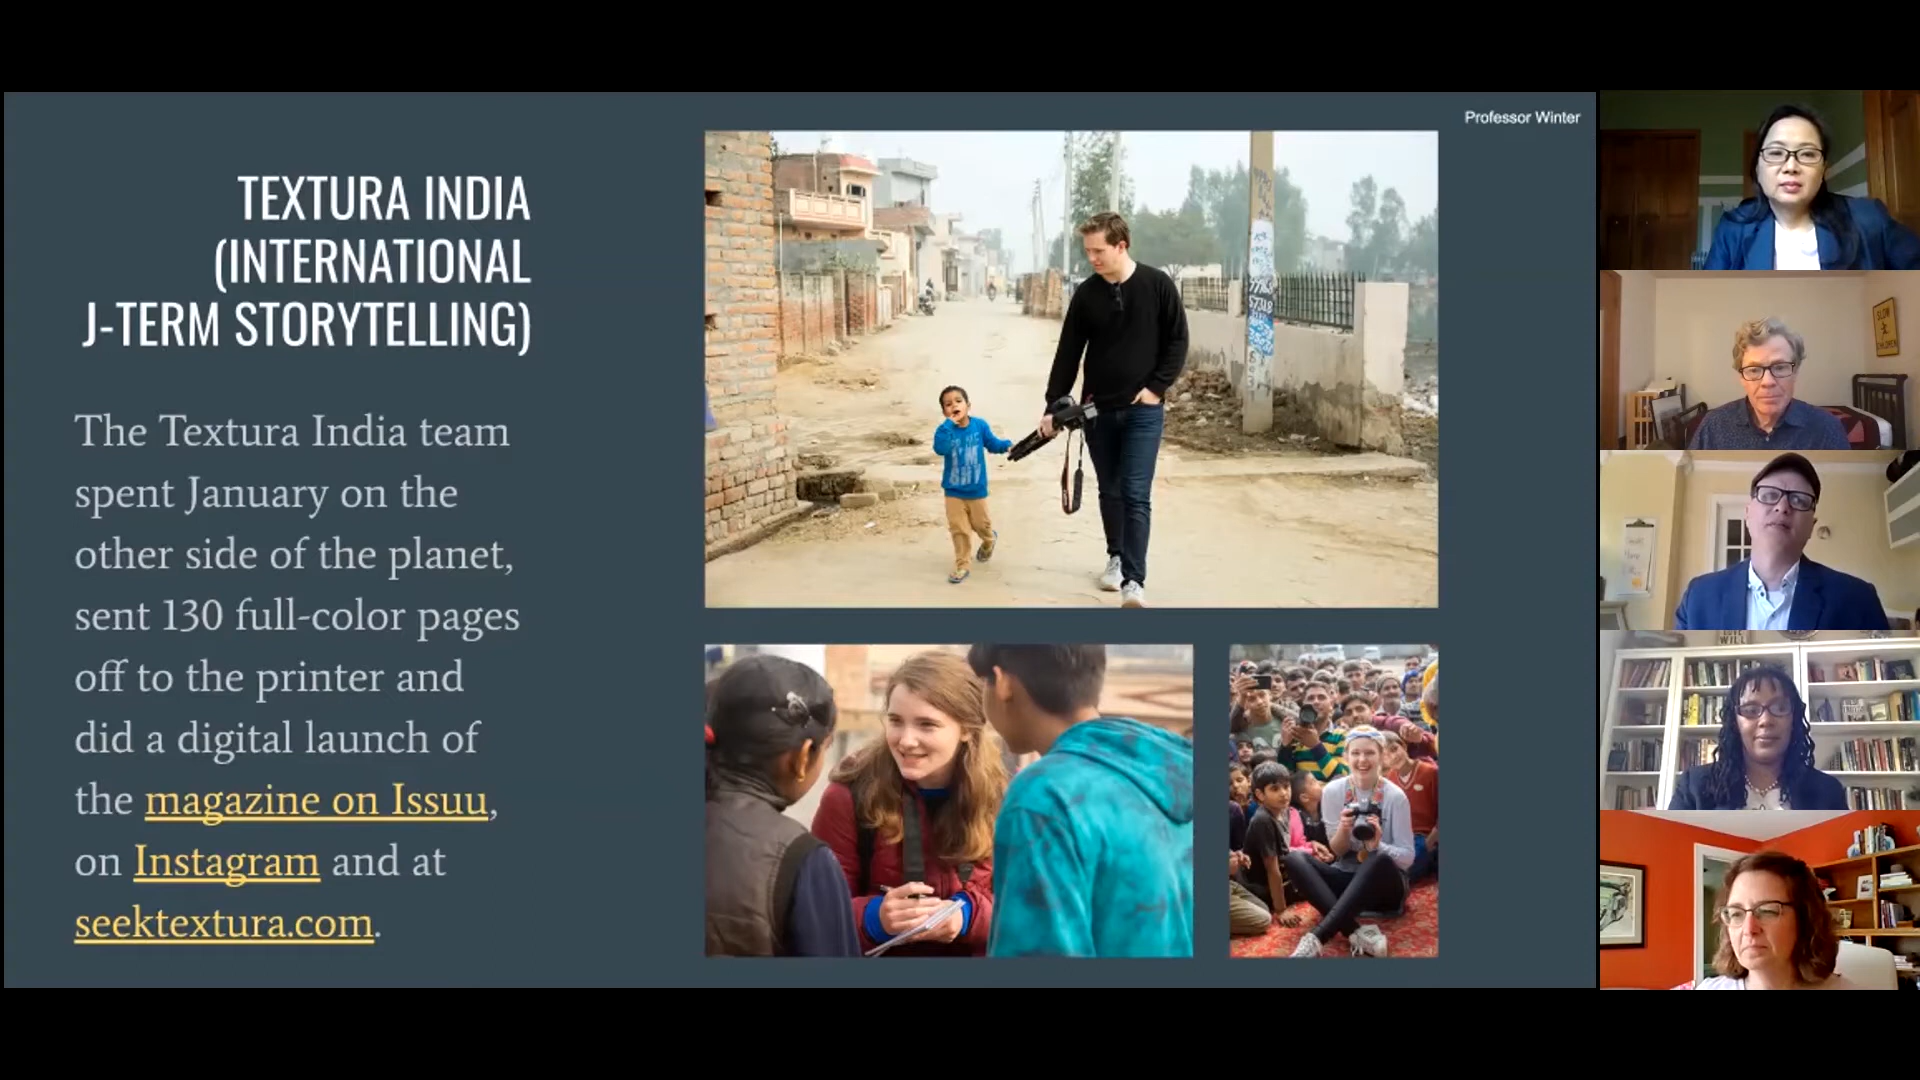 Professor Winter
TEXTURA INDIA
(INTERNATIONAL
J-TERM STORYTELLING)
The Textura India team
spent January on the
other side of the planet,
sent 130 full-color pages
off to the printer and
did a digital launch of
the magazine on Issuu,
on Instagram and at
seektextura.com.
SLOW
CHILDREN